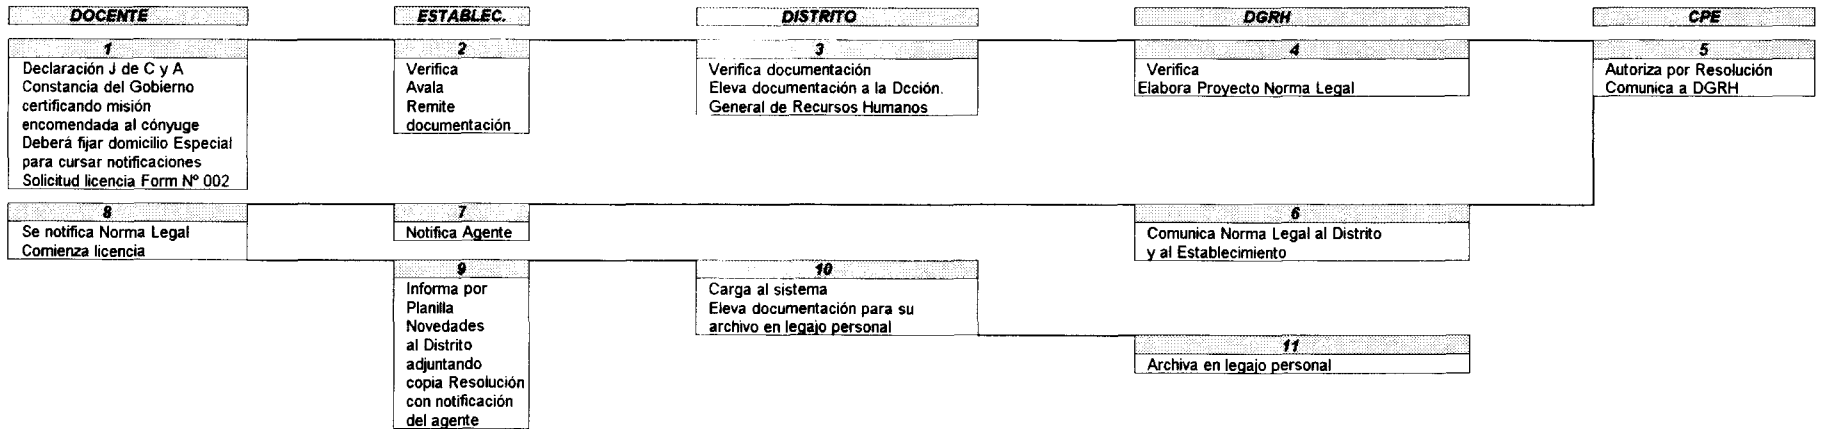 DOCENTE
ESTABLEC.
DISTRITO
DGRH
CPE
1
Declaración J de C y A
Constancia del Gobierno
certificando misión
encomendada al cónyuge
Deberá fijar domicilio Especial
para cursar notificaciones
Solicitud licencia Form Nº 002
2
Verifica
Avala
Remite
documentación
3
Verifica documentación
Eleva documentación a la Dcción.
General de Recursos Humanos
4
Verifica
Elabora Proyecto Norma Legal
5
Autoriza por Resolución
Comunica a DGRH
8
Se notifica Norma Legal
Comienza licencia
7
Notifica Agente
6
Comunica Norma Legal al Distrito
y al Establecimiento
9
Informa por
Planilla
Novedades
al Distrito
adjuntando
copia Resolución
con notificación
del agente
10
Carga al sistema
Eleva documentación para su
archivo en legajo personal
11
Archiva en legajo personal